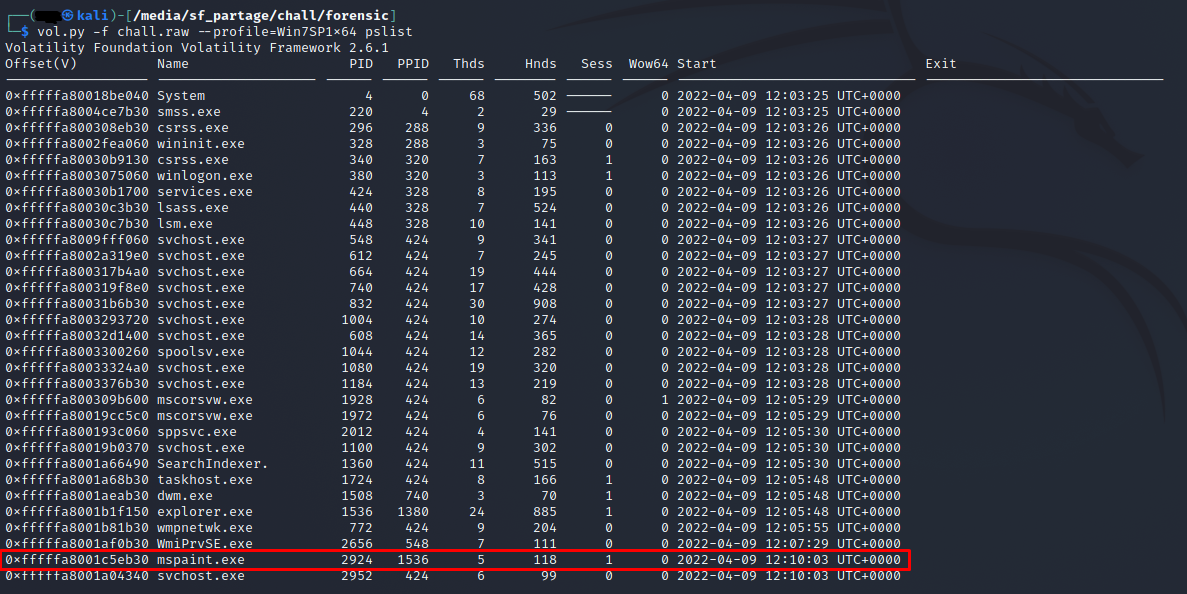 ┌──( ㉿kali)-[/media/sf_partage/chall/forensic]
└─$ vol.py -f chall.raw --profile=Win7SP1×64 pslist
Volatility Foundation Volatility Framework 2.6.1
Offset(V) Name PID PPID Thds Hnds Sess Wow64 Start Exit
0×fffffa80018be040 System 4 0 68 502 —————— 0 2022-04-09 12:03:25 UTC+0000
0×fffffa8004ce7b30 smss.exe 220 4 2 29 —————— 0 2022-04-09 12:03:25 UTC+0000
0×fffffa800308eb30 csrss.exe 296 288 9 336 0 0 2022-04-09 12:03:26 UTC+0000
0×fffffa8002fea060 wininit.exe 328 288 3 75 0 0 2022-04-09 12:03:26 UTC+0000
0×fffffa80030b9130 csrss.exe 340 320 7 163 1 0 2022-04-09 12:03:26 UTC+0000
0×fffffa8003075060 winlogon.exe 380 320 3 113 1 0 2022-04-09 12:03:26 UTC+0000
0×fffffa80030b1700 services.exe 424 328 8 195 0 0 2022-04-09 12:03:26 UTC+0000
0×fffffa80030c3b30 lsass.exe 440 328 7 524 0 0 2022-04-09 12:03:26 UTC+0000
0×fffffa80030c7b30 lsm.exe 448 328 10 141 0 0 2022-04-09 12:03:26 UTC+0000
0×fffffa8009fff060 svchost.exe 548 424 9 341 0 0 2022-04-09 12:03:27 UTC+0000
0×fffffa8002a319e0 svchost.exe 612 424 7 245 0 0 2022-04-09 12:03:27 UTC+0000
0×fffffa800317b4a0 svchost.exe 664 424 19 444 0 0 2022-04-09 12:03:27 UTC+0000
0×fffffa800319f8e0 svchost.exe 740 424 17 428 0 0 2022-04-09 12:03:27 UTC+0000
0×fffffa80031b6b30 svchost.exe 832 424 30 908 0 0 2022-04-09 12:03:27 UTC+0000
0×fffffa8003293720 svchost.exe 1004 424 10 274 0 0 2022-04-09 12:03:28 UTC+0000
0×fffffa80032d1400 svchost.exe 608 424 14 365 0 0 2022-04-09 12:03:28 UTC+0000
0×fffffa8003300260 spoolsv.exe 1044 424 12 282 0 0 2022-04-09 12:03:28 UTC+0000
0×fffffa80033324a0 svchost.exe 1080 424 19 320 0 0 2022-04-09 12:03:28 UTC+0000
0×fffffa8003376b30 svchost.exe 1184 424 13 219 0 0 2022-04-09 12:03:28 UTC+0000
0×fffffa800309b600 mscorsvw.exe 1928 424 6 82 0 1 2022-04-09 12:05:29 UTC+0000
0×fffffa80019cc5c0 mscorsvw.exe 1972 424 6 76 0 0 2022-04-09 12:05:29 UTC+0000
0×fffffa800193c060 sppsvc.exe 2012 424 4 141 0 0 2022-04-09 12:05:30 UTC+0000
0×fffffa80019b0370 svchost.exe 1100 424 9 302 0 0 2022-04-09 12:05:30 UTC+0000
0×fffffa8001a66490 SearchIndexer. 1360 424 11 515 0 0 2022-04-09 12:05:30 UTC+0000
0×fffffa8001a68b30 taskhost.exe 1724 424 8 166 1 0 2022-04-09 12:05:48 UTC+0000
0×fffffa8001aeab30 dwm.exe 1508 740 3 70 1 0 2022-04-09 12:05:48 UTC+0000
0×fffffa8001b1f150 explorer.exe 1536 1380 24 885 1 0 2022-04-09 12:05:48 UTC+0000
0×fffffa8001b81b30 wmpnetwk.exe 772 424 9 204 0 0 2022-04-09 12:05:55 UTC+0000
0×fffffa8001af0b30 WmiPrvSE.exe 2656 548 7 111 0 0 2022-04-09 12:07:29 UTC+0000
0×fffffa8001c5eb30 mspaint.exe 2924 1536 5 118 1 0 2022-04-09 12:10:03 UTC+0000
0×fffffa8001a04340 svchost.exe 2952 424 6 99 0 0 2022-04-09 12:10:03 UTC+0000